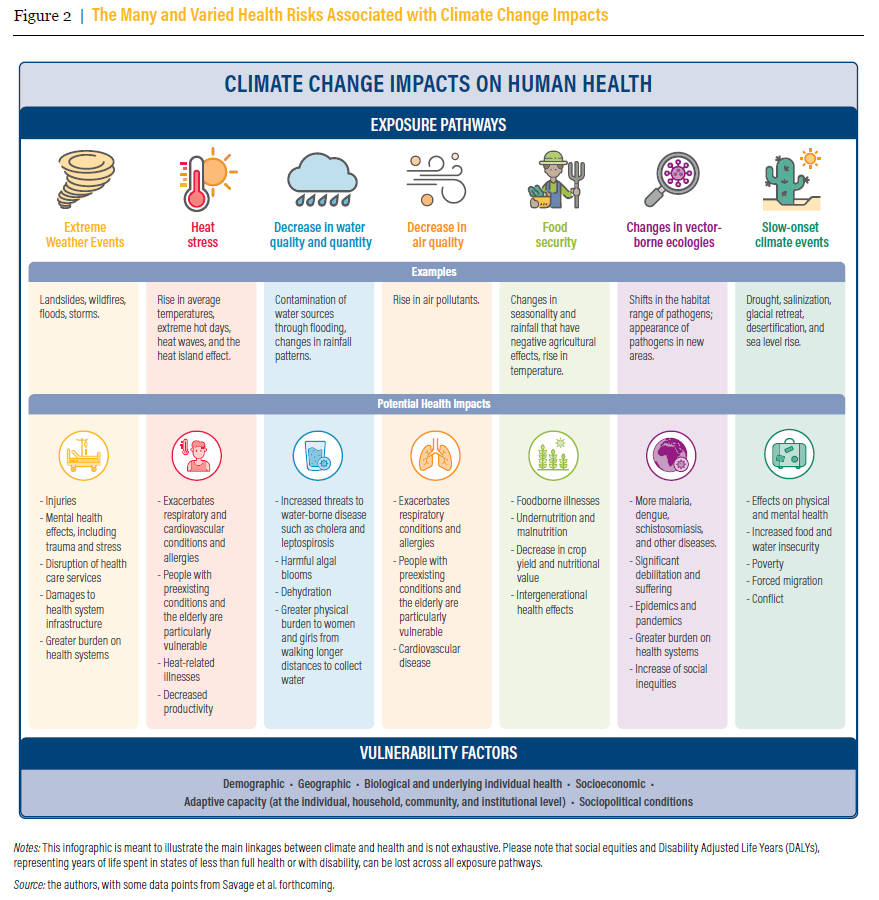 Figure 2 | The Many and Varied Health Risks Associated with Climate Change Impacts
CLIMATE CHANGE IMPACTS ON HUMAN HEALTH
EXPOSURE PATHWAYS
Extreme
Weather Events
Heat
stress
Decrease in water
quality and quantity
Decrease in
air quality
Food
security
Changes in vector-
borne ecologies
Slow-onset
climate events
Examples
Landslides, wildfires,
floods, storms.
Rise in average
temperatures,
extreme hot days,
heat waves, and the
heat island effect.
Contamination of
water sources
through flooding,
changes in rainfall
patterns.
Rise in air pollutants.
Changes in
seasonality and
rainfall that have
negative agricultural
effects, rise in
temperature.
Shifts in the habitat
range of pathogens;
appearance of
pathogens in new
areas.
Drought, salinization,
glacial retreat,
desertification, and
sea level rise.
Potential Health Impacts
- Injuries
- Mental health
effects, including
trauma and stress
- Disruption of health
care services
- Damages to
health system
infrastructure
- Greater burden on
health systems
- Exacerbates
respiratory and
cardiovascular
conditions and
allergies
- People with
preexisting
conditions and
the elderly are
particularly
vulnerable
- Heat-related
illnesses
- Decreased
productivity
- Increased threats to
water-borne disease
such as cholera and
leptospirosis
- Harmful algal
blooms
- Dehydration
- Greater physical
burden to women
and girls from
walking longer
distances to collect
water
- Exacerbates
respiratory
conditions and
allergies
- People with
preexisting
conditions and
the elderly are
particularly
vulnerable
- Cardiovascular
disease
- Foodborne illnesses
- Undernutrition and
malnutrition
- Decrease in crop
yield and nutritional
value
- Intergenerational
health effects
- More malaria,
dengue,
schistosomiasis,
and other diseases.
- Significant
debilitation and
suffering
- Epidemics and
pandemics
- Greater burden on
health systems
- Increase of social
inequities
- Effects on physical
and mental health
- Increased food and
water insecurity
- Poverty
- Forced migration
- Conflict
VULNERABILITY FACTORS
Demographic · Geographic · Biological and underlying individual health · Socioeconomic ·
Adaptive capacity (at the individual, household, community, and institutional level) · Sociopolitical conditions
Notes: This infographic is meant to illustrate the main linkages between climate and health and is not exhaustive. Please note that social equities and Disability Adjusted Life Years (DALYs),
representing years of life spent in states of less than full health or with disability, can be lost across all exposure pathways.
Source: the authors, with some data points from Savage et al. forthcoming.